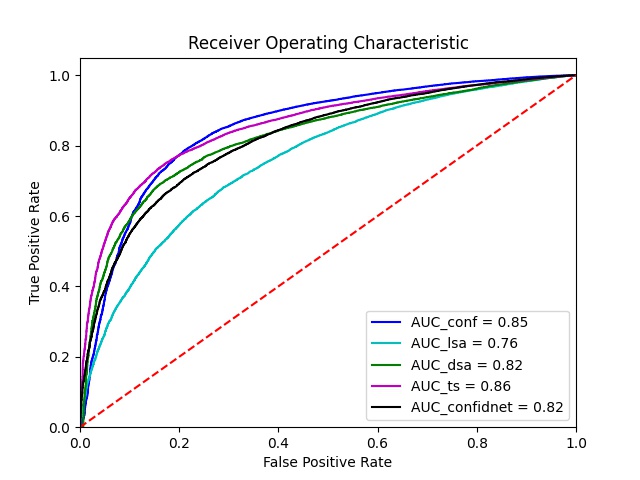 Receiver Operating Characteristic
True Positive Rate
1.0
0.8
0.6
0.4
0.2
0.0
AUC_conf = 0.85
AUC_lsa = 0.76
AUC_dsa = 0.82
AUC_ts = 0.86
AUC_confidnet = 0.82
0.0 0.2 0.4 0.6 0.8 1.0
False Positive Rate